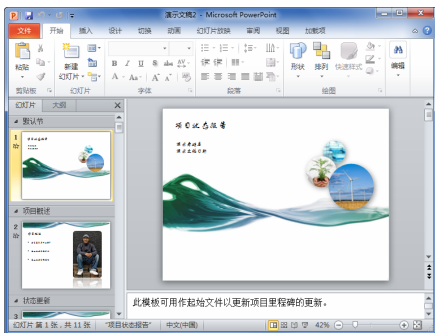 演示文稿2 - Microsoft PowerPoint
文件 开始 插入 设计 切换 动画 幻灯片放映 审阅 视图 加载项
粘贴 新建 幻灯片 形状 排列 快速样式 编辑
B I U S abc AV
Aa A A
剪贴板 幻灯片 字体 段落 绘图
幻灯片 大纲
默认节
1
项目概述
2
状态更新
3
项目状态报告
此模板可用作起始文件以更新项目里程碑的更新。
幻灯片 第 1 张，共 11 张 "项目状态报告" 中文(中国) 42%